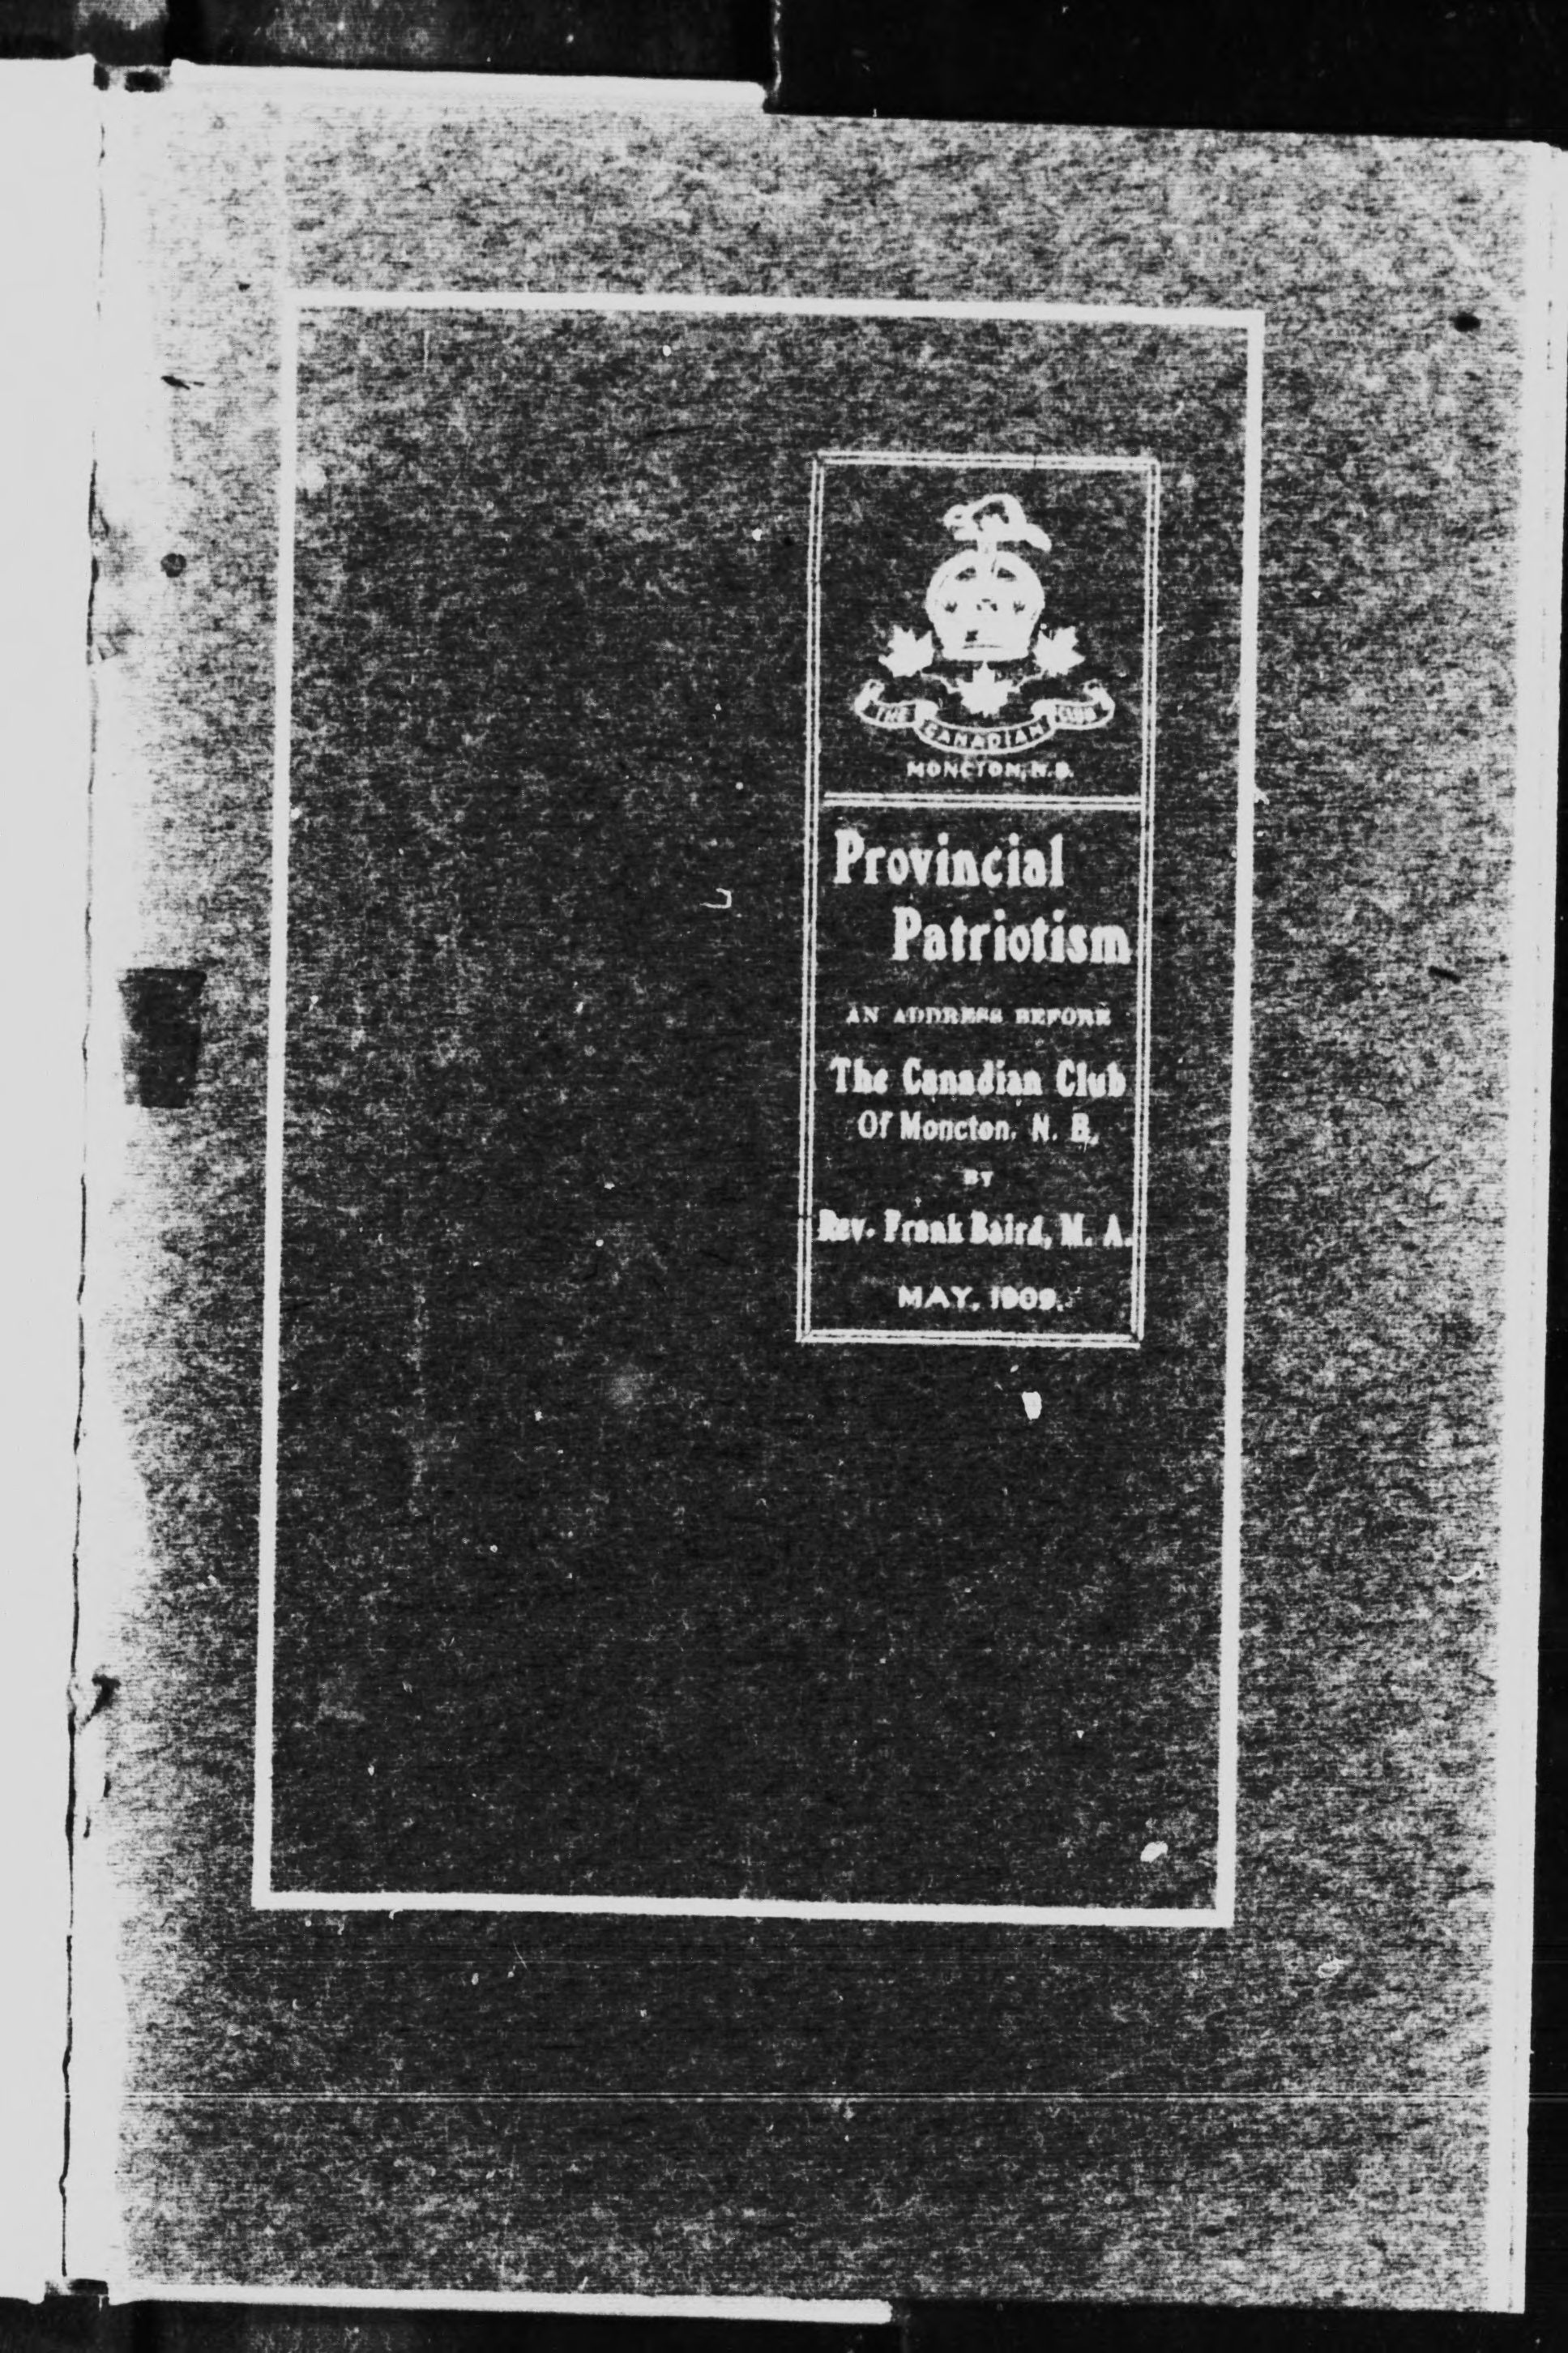 THE CANADIAN CLUB
MONCTON, N.B.
Provincial
Patriotism
AN ADDRESS BEFORE
The Canadian Club
Of Moncton. N. B.
BY
Rev. Frank Baird, M. A.
MAY, 1909.